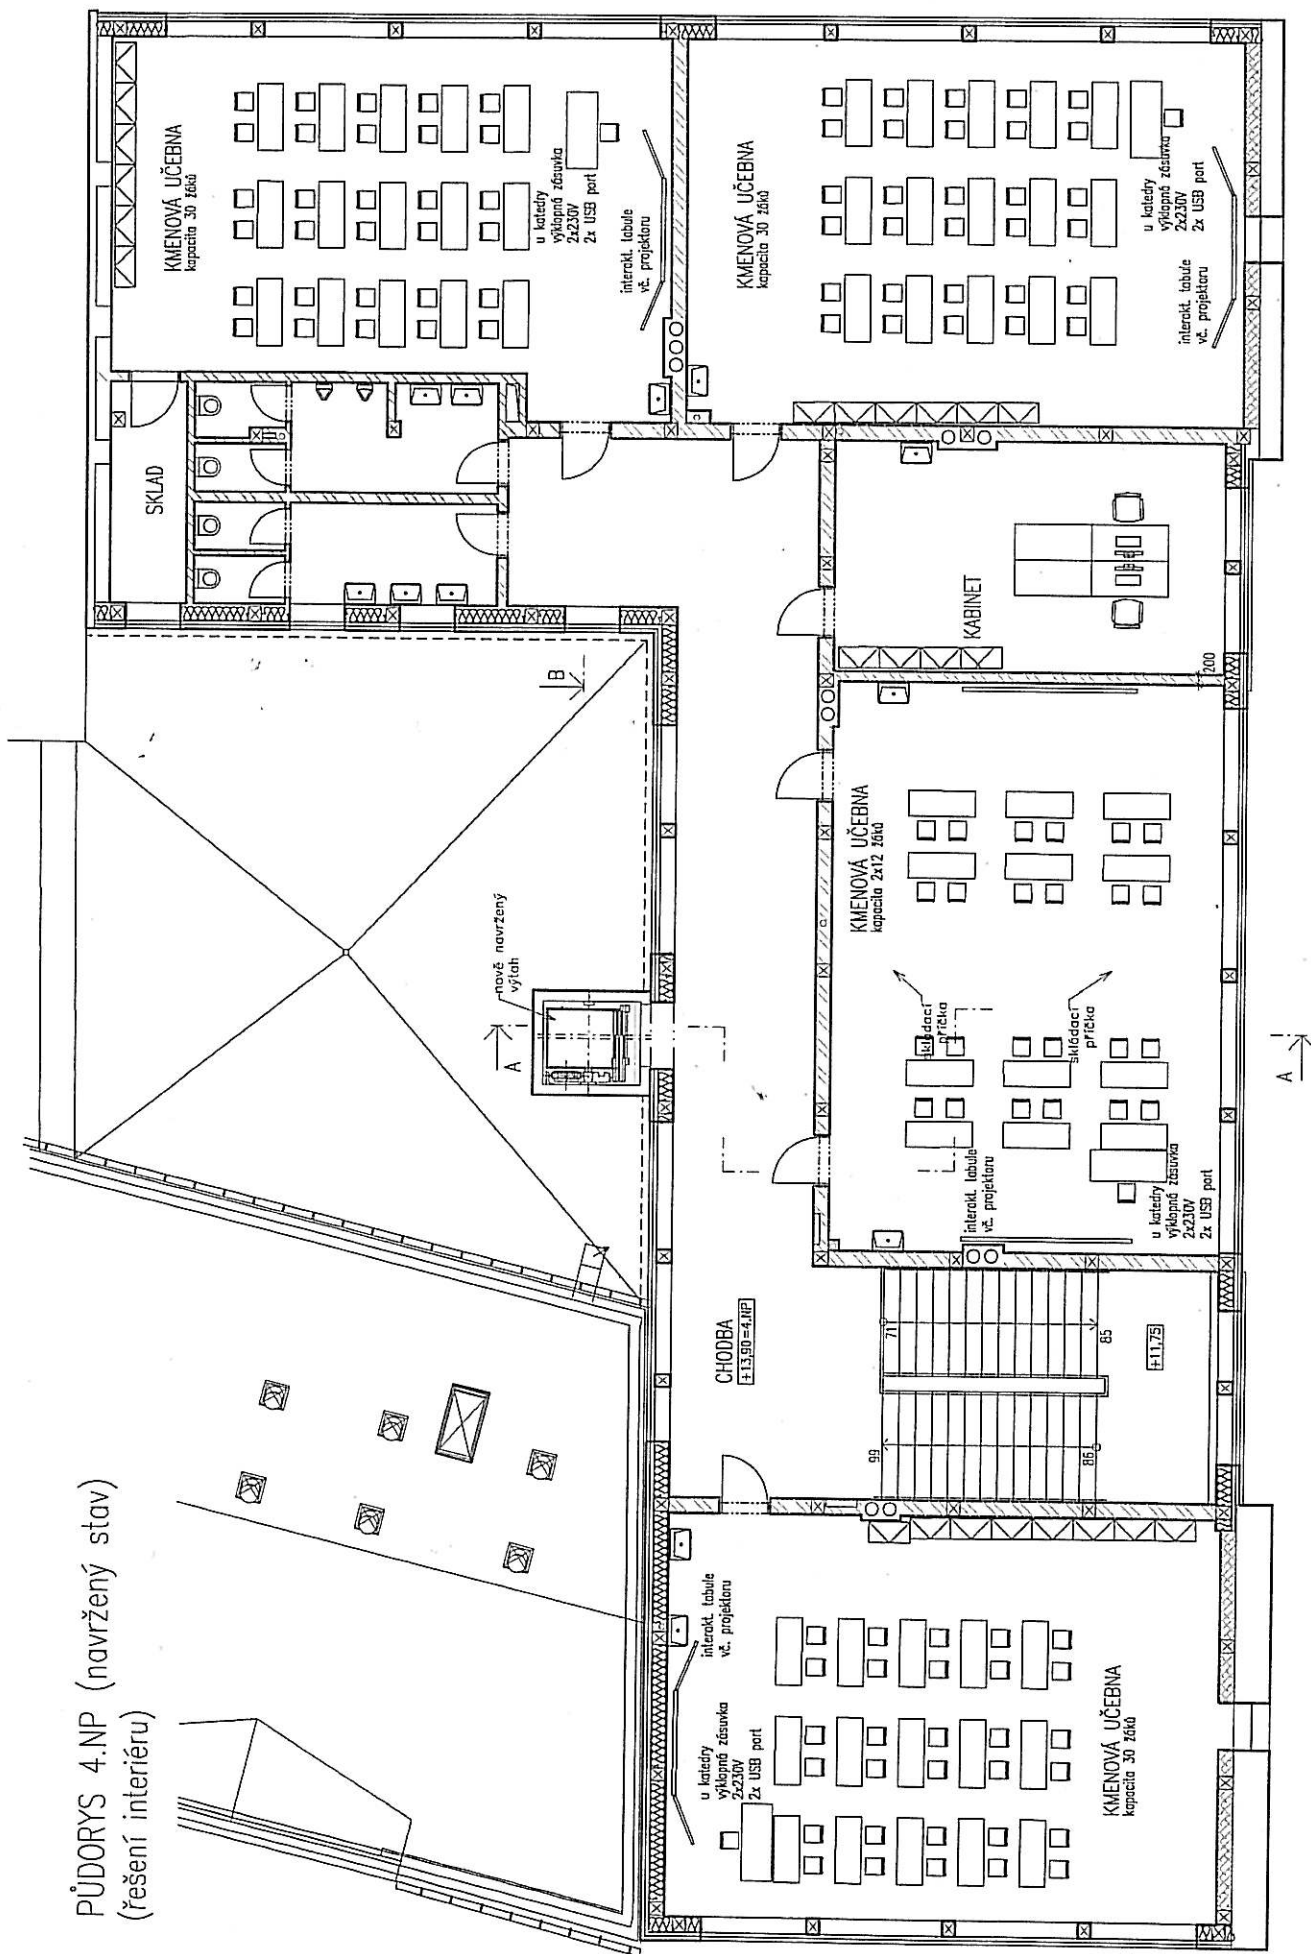 PŮDORYS 4.NP (navržený stav)
(řešení interiéru)
KMENOVÁ UČEBNA
kapacita 30 žáků
u katedry
výklopná zásuvka
2x230V
2x USB port
interakt. tabule
vč. projektoru
KMENOVÁ UČEBNA
kapacita 30 žáků
u katedry
výklopná zásuvka
2x230V
2x USB port
interakt. tabule
vč. projektoru
SKLAD
KABINET
200
B
nově navržený
výtah
A
KMENOVÁ UČEBNA
kapacita 2x12 žáků
skládací
příčka
skládací
příčka
interakt. tabule
vč. projektoru
u katedry
výklopná zásuvka
2x230V
2x USB port
A
CHODBA
+13,90=4.NP
71
85
99
86
+11,75
interakt. tabule
vč. projektoru
u katedry
výklopná zásuvka
2x230V
2x USB port
KMENOVÁ UČEBNA
kapacita 30 žáků